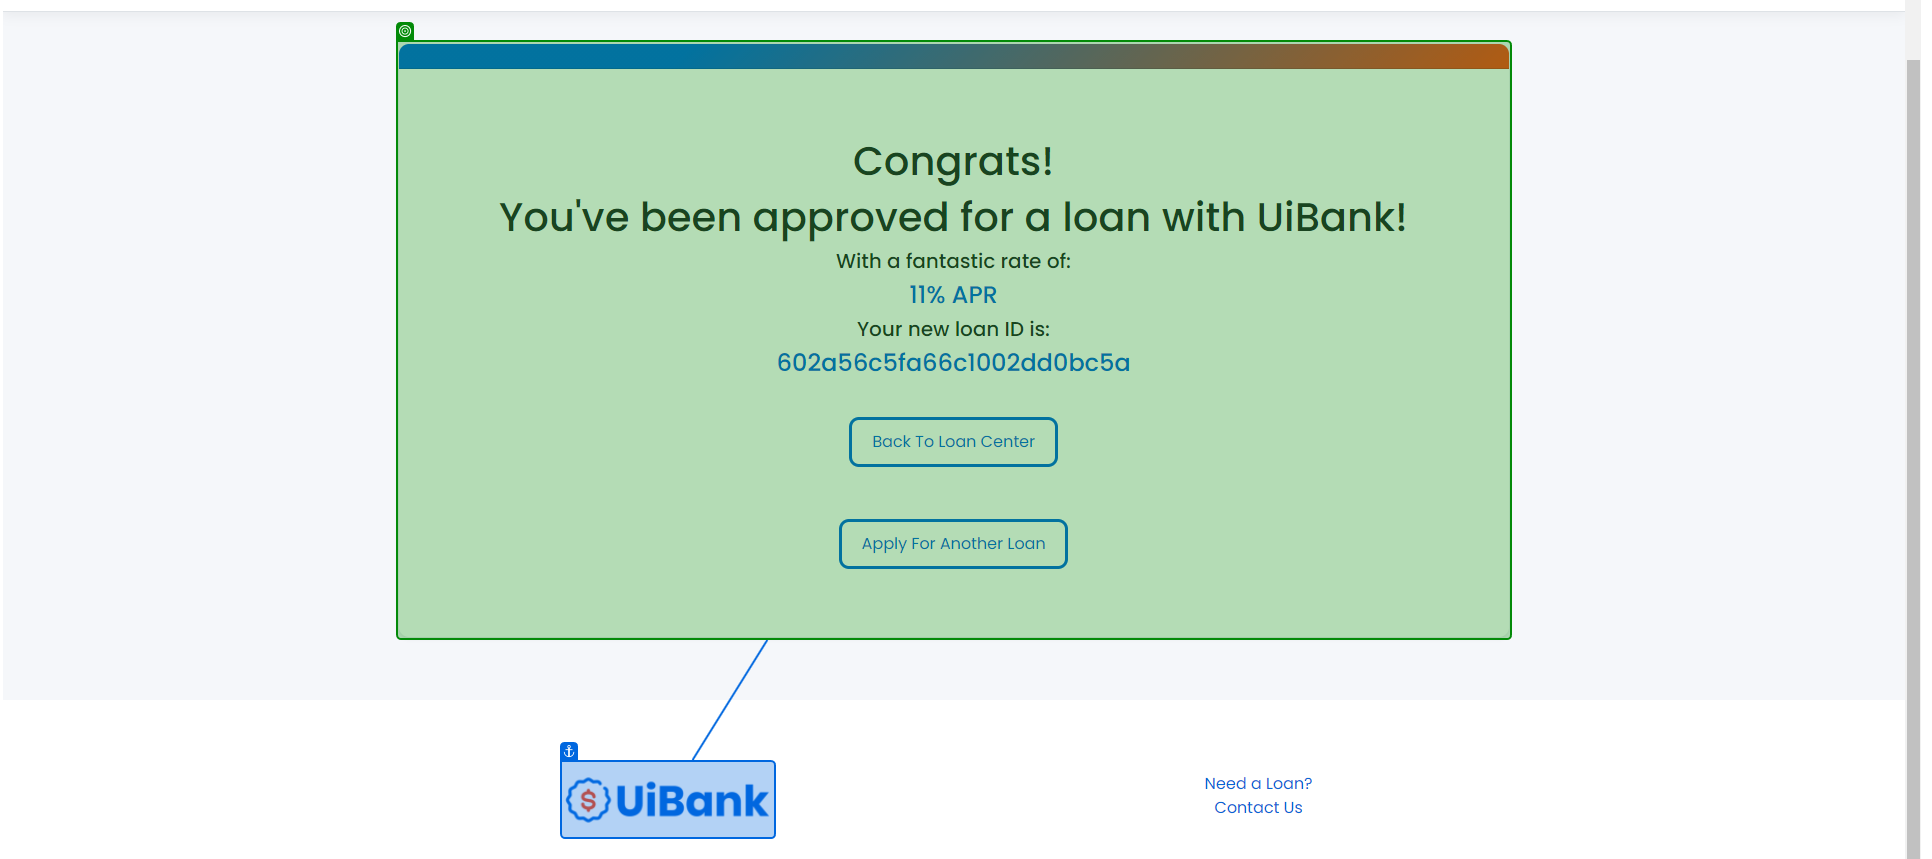 Congrats!
You've been approved for a loan with UiBank!
With a fantastic rate of:
11% APR
Your new loan ID is:
602a56c5fa66c1002dd0bc5a
Back To Loan Center
Apply For Another Loan
$ UiBank
Need a Loan?
Contact Us